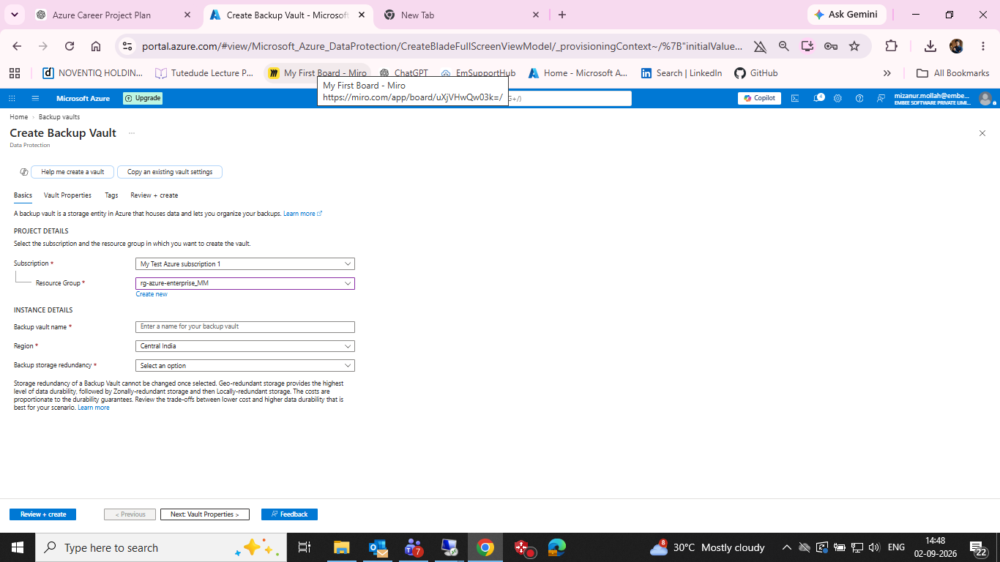 Azure Career Project Plan
Create Backup Vault - Microsoft
New Tab
Ask Gemini
portal.azure.com/#view/Microsoft_Azure_DataProtection/CreateBladeFullScreenViewModel/_provisioningContext~/%7B"initialValue...
NOVENTIQ HOLDIN...
Tutedude Lecture P...
My First Board - Miro
ChatGPT
EmSupportHub
Home - Microsoft A...
Search | LinkedIn
GitHub
All Bookmarks
My First Board - Miro
https://miro.com/app/board/uXjVHwQw03k=/
Microsoft Azure
Upgrade
G+/)
Copilot
4
mizanur.mollah@embe...
EMBEE SOFTWARE PRIVATE LIMI...
Home > Backup vaults
Create Backup Vault ...
Data Protection
Help me create a vault
Copy an existing vault settings
Basics
Vault Properties
Tags
Review + create
A backup vault is a storage entity in Azure that houses data and lets you organize your backups. Learn more
PROJECT DETAILS
Select the subscription and the resource group in which you want to create the vault.
Subscription *
My Test Azure subscription 1
Resource Group *
rg-azure-enterprise_MM
Create new
INSTANCE DETAILS
Backup vault name *
Enter a name for your backup vault
Region *
Central India
Backup storage redundancy *
Select an option
Storage redundancy of a Backup Vault cannot be changed once selected. Geo-redundant storage provides the highest
level of data durability, followed by Zonally-redundant storage and then Locally-redundant storage. The costs are
proportionate to the durability guarantees. Review the trade-offs between lower cost and higher data durability that is
best for your scenario. Learn more
Review + create
< Previous
Next: Vault Properties >
Feedback
Type here to search
7
8
30°C Mostly cloudy
ENG
14:48
02-09-2026
22